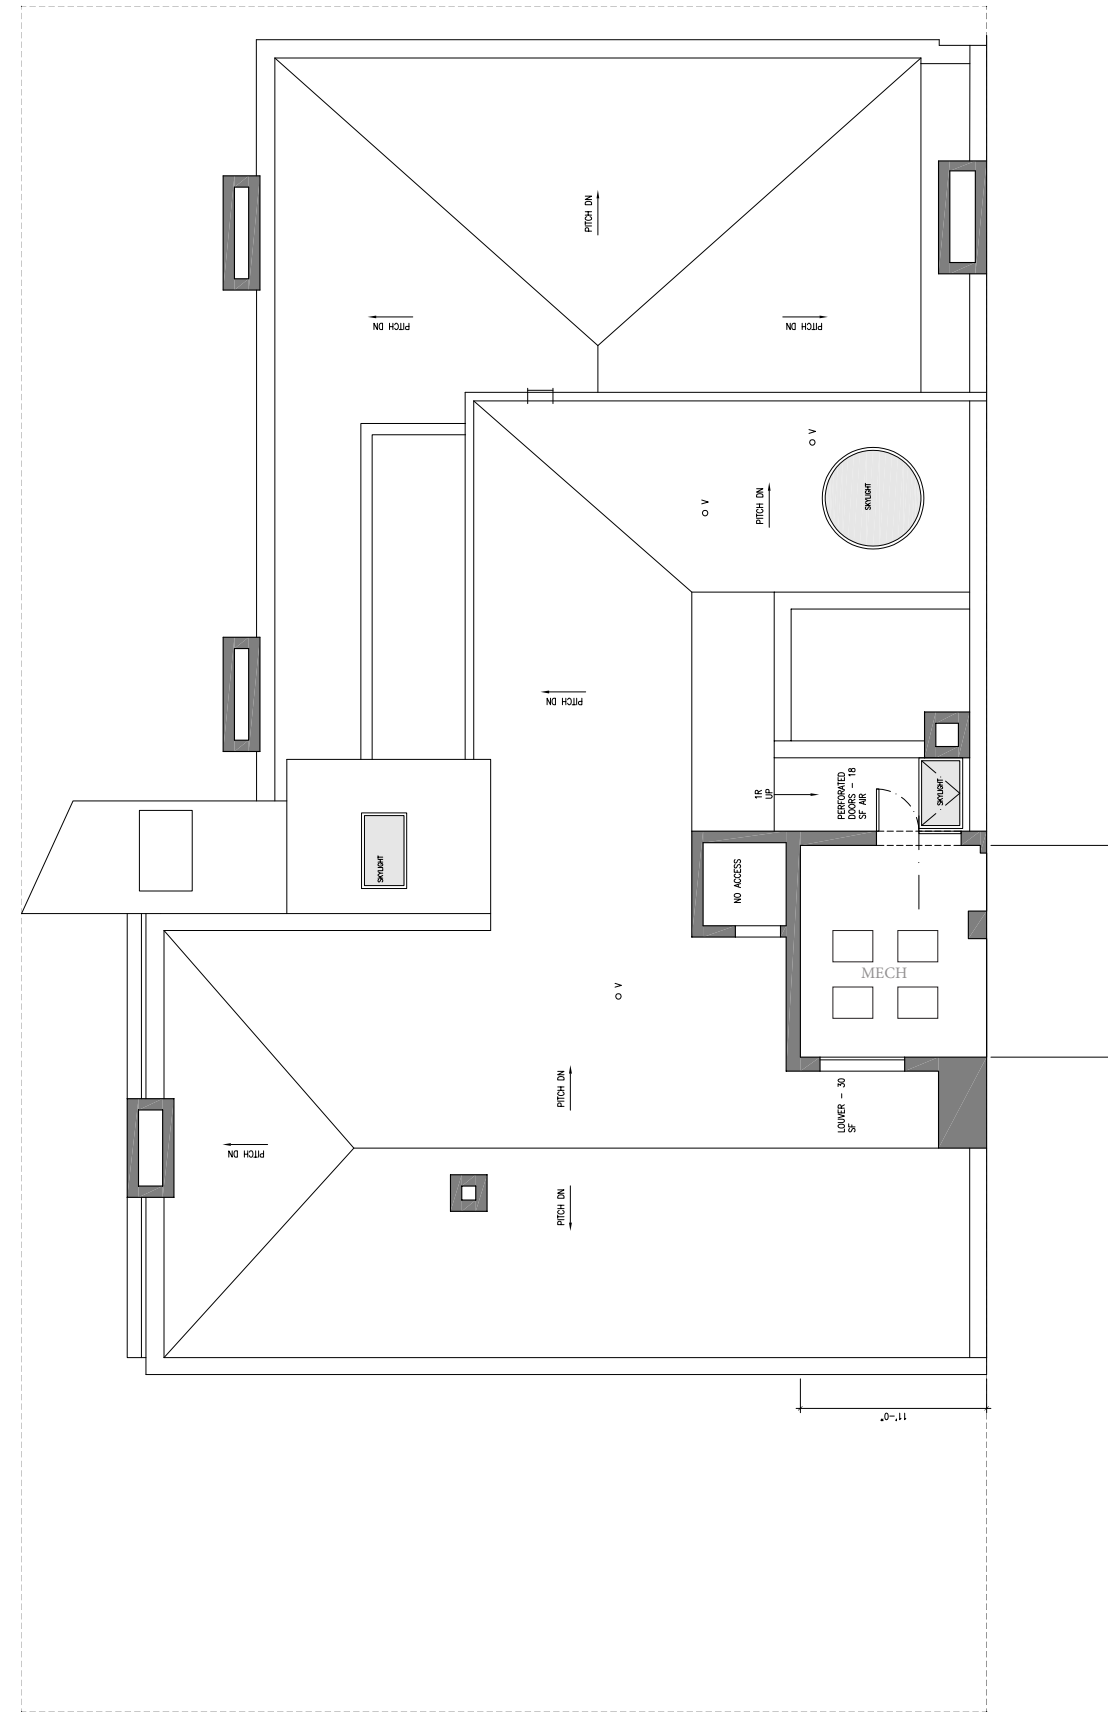 PITCH DN
PITCH DN
PITCH DN
V
V
PITCH DN
SKYLIGHT
PITCH DN
1R
UP
PERFORATED
DOORS - 18
SF AIR
SKYLIGHT
SKYLIGHT
NO ACCESS
MECH
V
PITCH DN
LOUVER - 30
SF
PITCH DN
PITCH DN
11'-0"